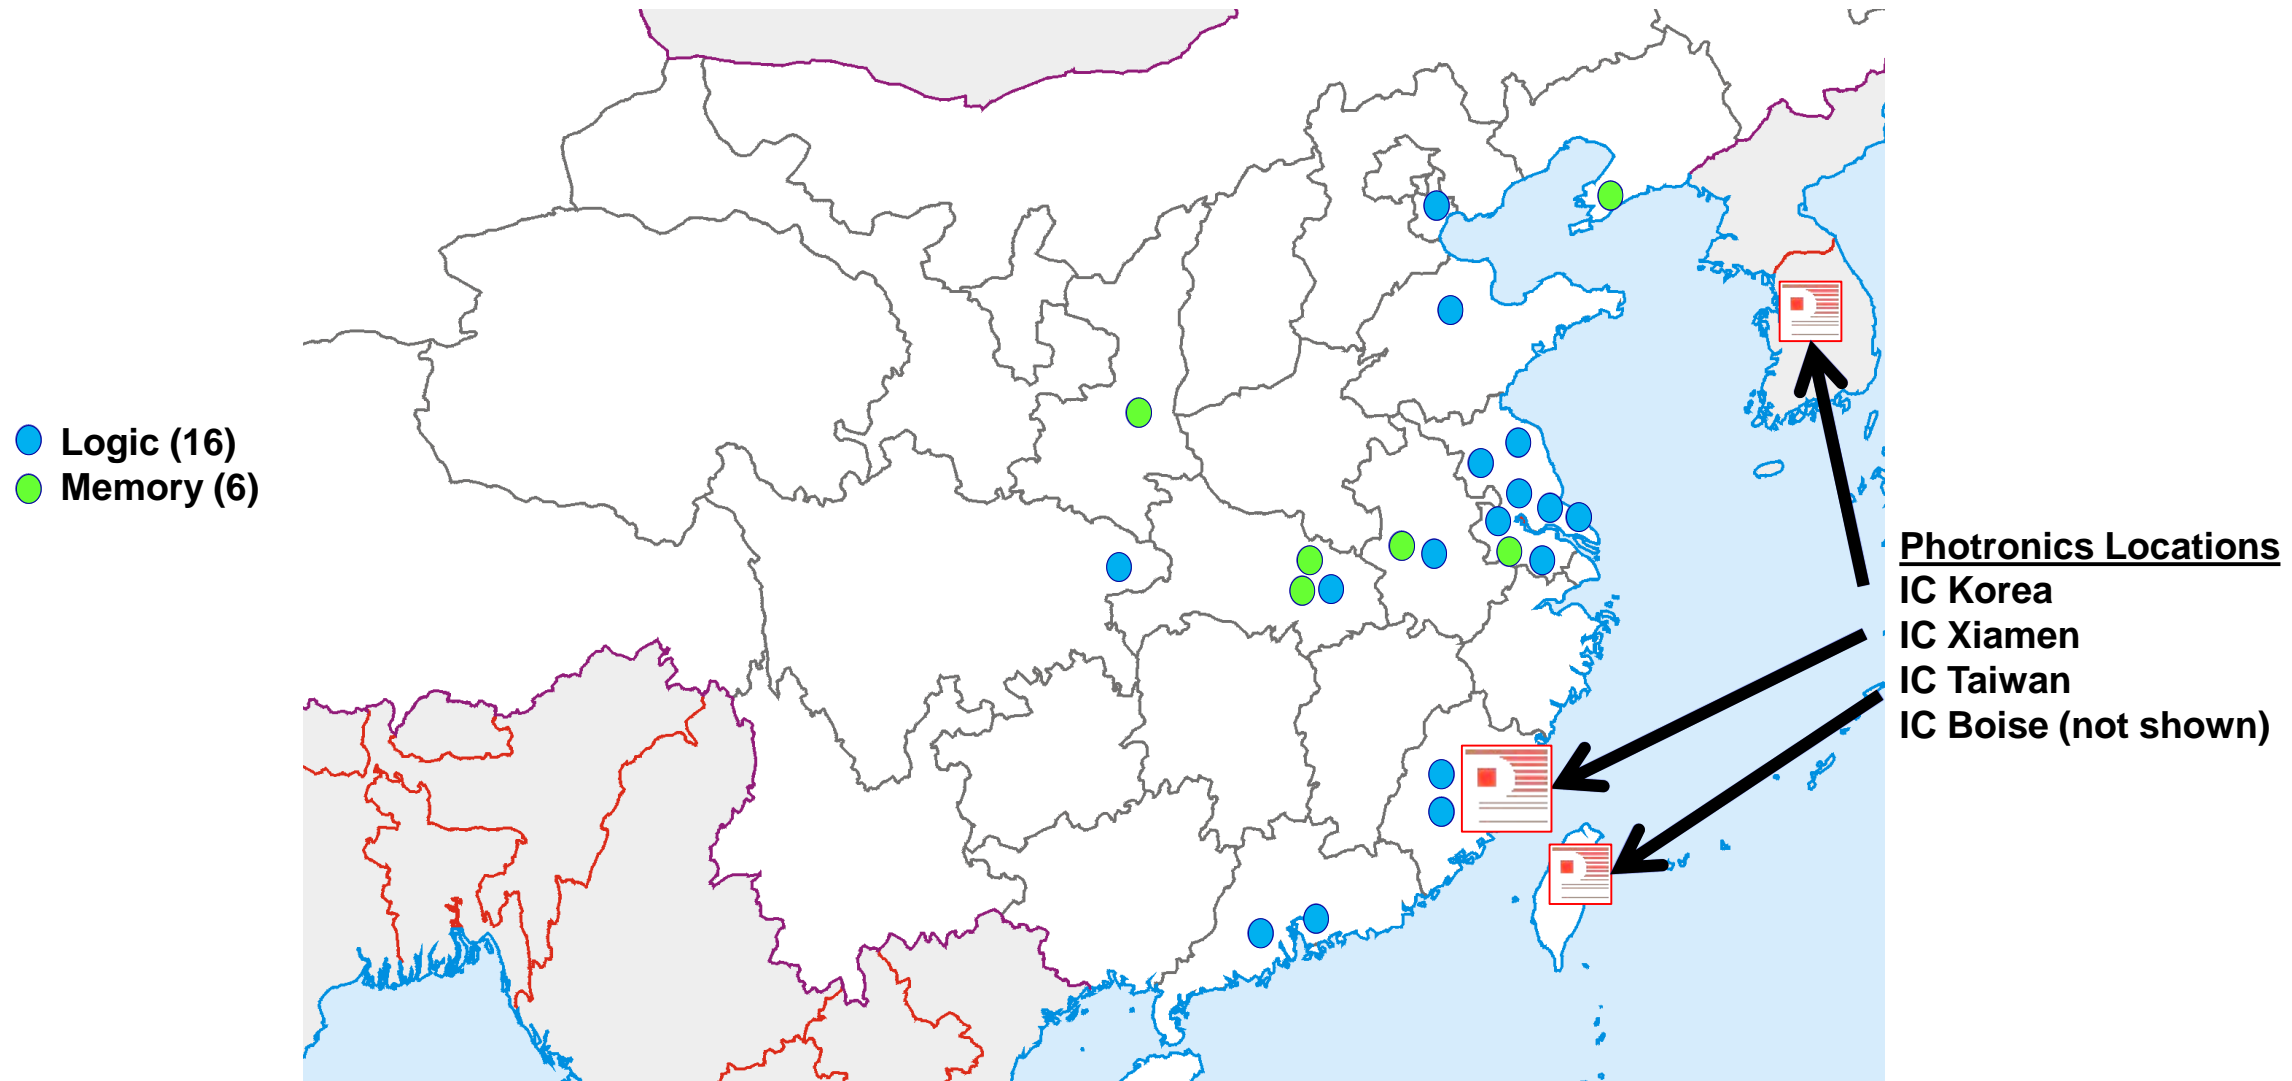 Logic (16)
Memory (6)
Photronics Locations
IC Korea
IC Xiamen
IC Taiwan
IC Boise (not shown)